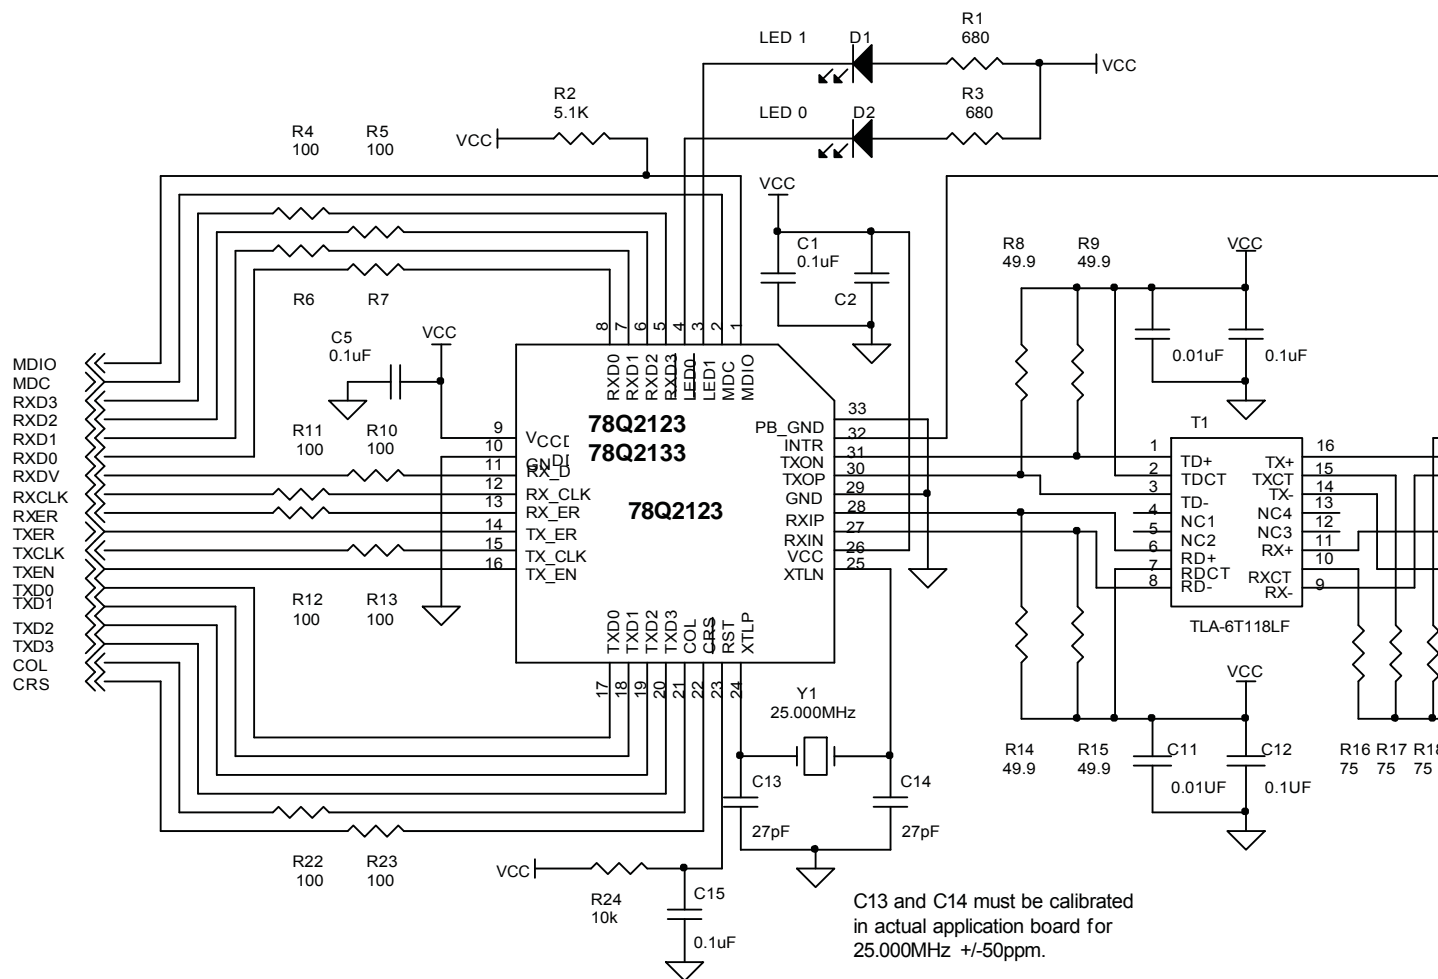 LED 1
D1
R1
680
VCC
R2
5.1K
LED 0
D2
R3
680
R4
100
R5
100
VCC
VCC
C1
0.1uF
C2
R8
49.9
R9
49.9
VCC
R6
R7
C5
0.1uF
VCC
0.01uF
0.1uF
8
7
6
5
4
3
2
1
RXD0
RXD1
RXD2
RXD3
LED0
LED1
MDC
MDIO
MDIO
MDC
RXD3
RXD2
RXD1
RXD0
RXDV
RXCLK
RXER
TXER
TXCLK
TXEN
TXD0
TXD1
TXD2
TXD3
COL
CRS
R11
100
R10
100
R12
100
R13
100
9
10
11
12
13
14
15
16
GND
RX_D
RX_CLK
RX_ER
TX_ER
TX_CLK
TX_EN
78Q2123
78Q2133
78Q2123
PB_GND
INTR
TXON
TXOP
GND
RXIP
RXIN
VCC
XTLN
33
32
31
30
29
28
27
26
25
TXD0
TXD1
TXD2
TXD3
COL
CRS
RST
XTLP
17
18
19
20
21
22
23
24
T1
1
2
3
4
5
6
7
8
TD+
TDCT
TD-
NC1
NC2
RD+
RDCT
RD-
TX+
TXCT
TX-
NC4
NC3
RX+
RXCT
RX-
16
15
14
13
12
11
10
9
TLA-6T118LF
Y1
25.000MHz
VCC
R14
49.9
R15
49.9
C11
0.01UF
C12
0.1UF
R16
75
R17
75
R18
75
C13
27pF
C14
27pF
R22
100
R23
100
VCC
R24
10k
C15
0.1uF
C13 and C14 must be calibrated
in actual application board for
25.000MHz +/-50ppm.